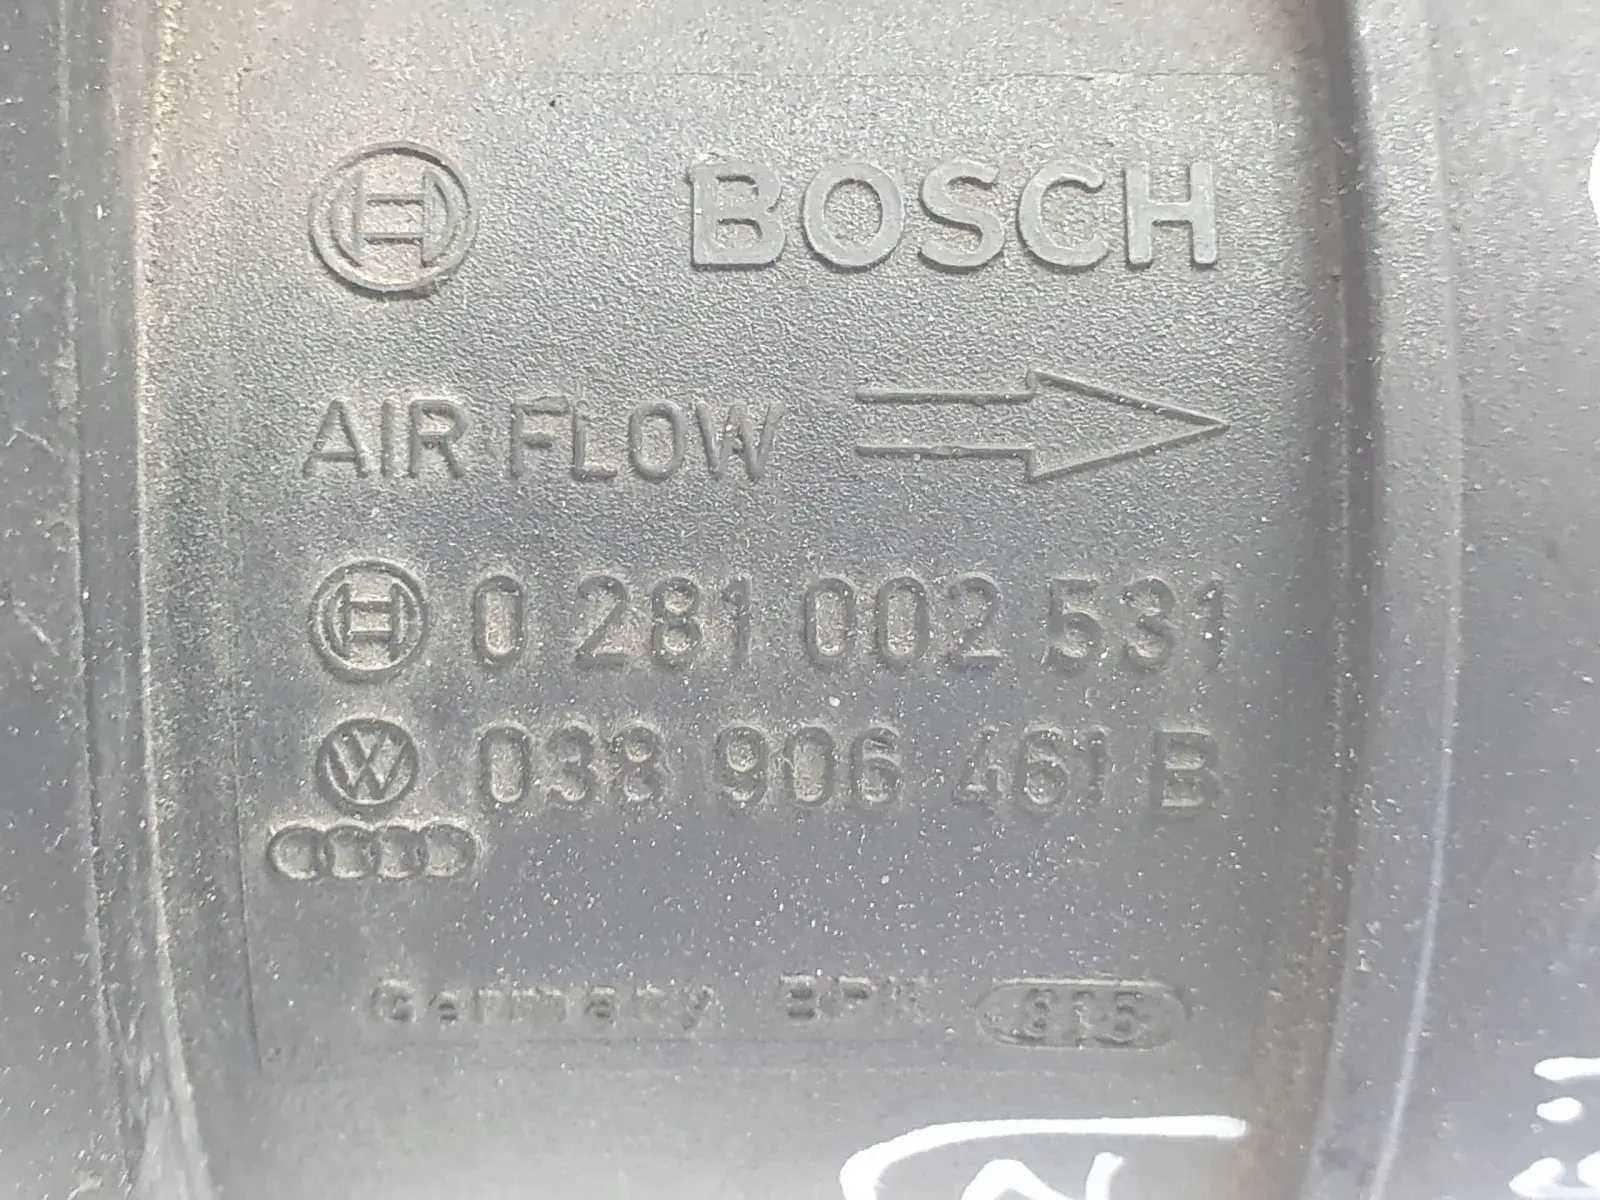 BOSCH
AIR FLOW
0 281 002 531
038 906 461 B
Germany